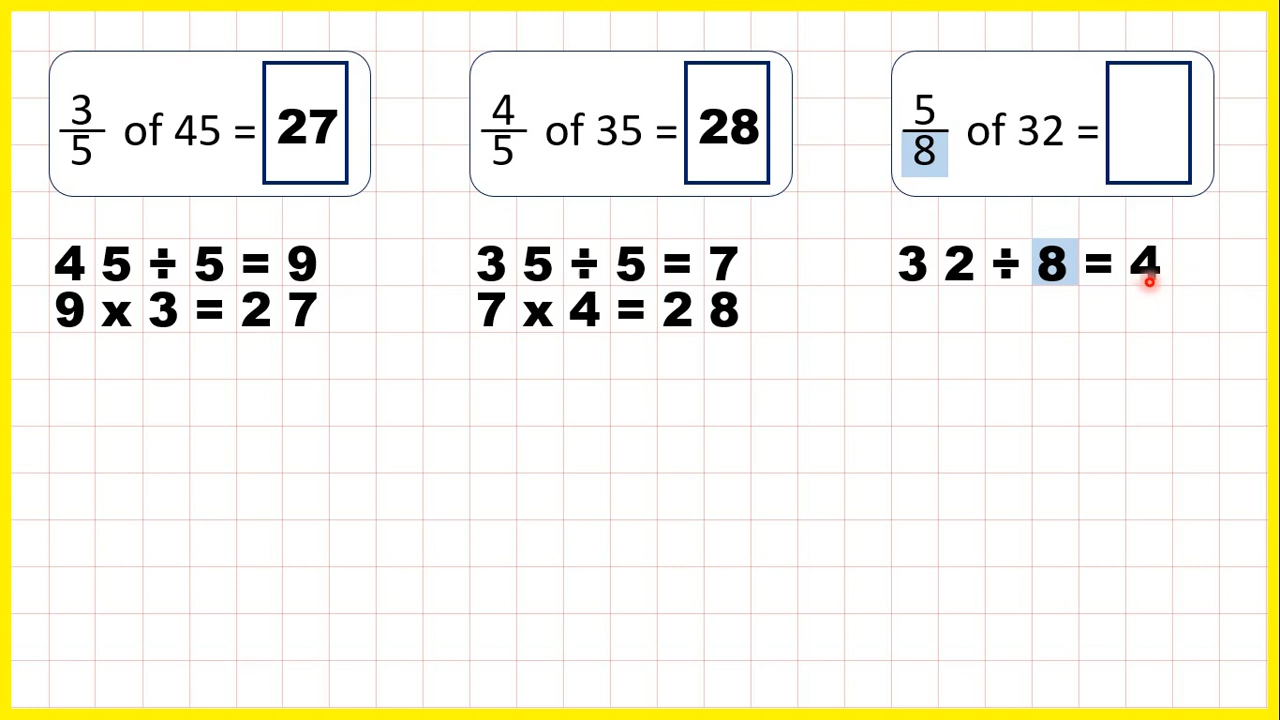 3/5 of 45 = 27
4/5 of 35 = 28
5/8 of 32 =
45 ÷ 5 = 9
9 x 3 = 27
35 ÷ 5 = 7
7 x 4 = 28
32 ÷ 8 = 4